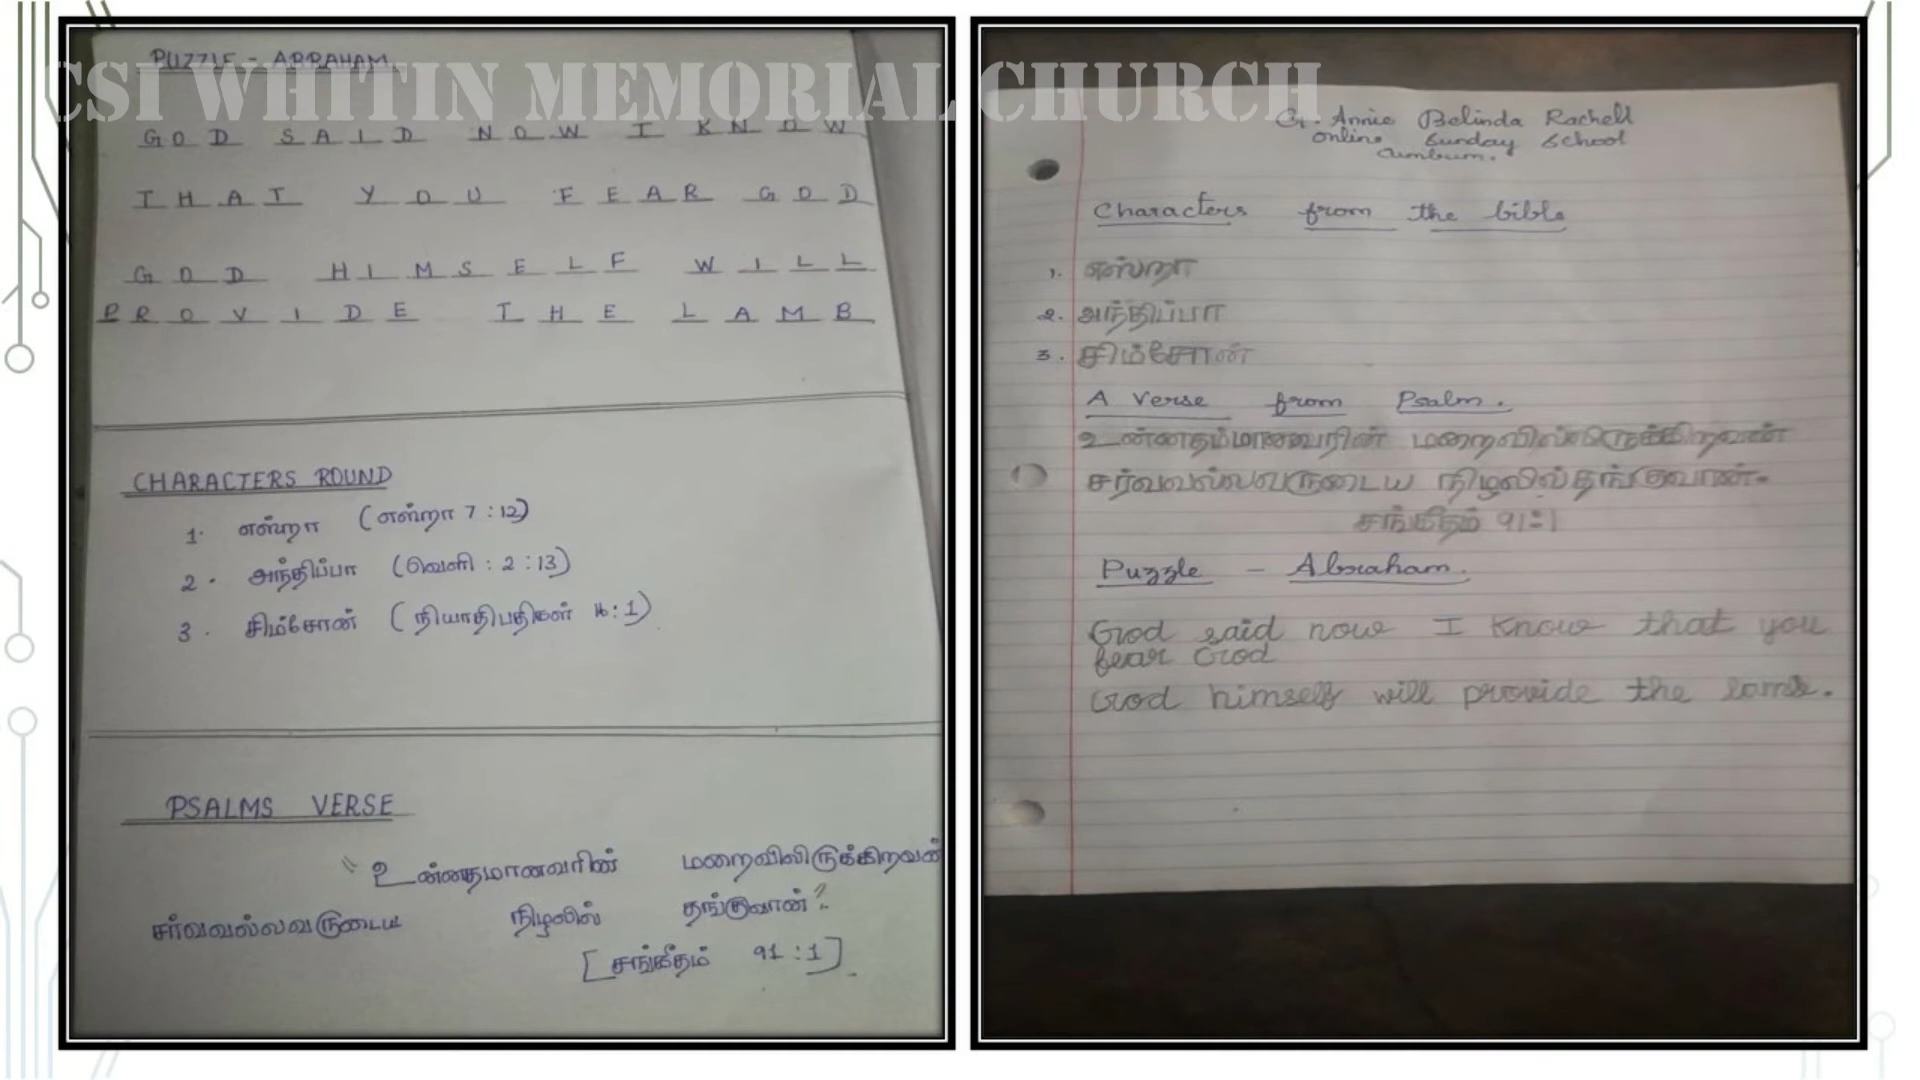 CSI WHITIN MEMORIAL CHURCH
PUZZLE - ABRAHAM
GOD SAID NOW I KNOW
THAT YOU FEAR GOD
GOD HIMSELF WILL
PROVIDE THE LAMB
CHARACTERS ROUND
1. எஸ்றா (எஸ்றா 7 : 12)
2. அந்திப்பா (வெளி : 2 : 13)
3. சிம்சோன் (நியாதிபதிகள் 16 : 1)
PSALMS VERSE
" உன்னதமானவரின் மறைவிலிருக்கிறவன்
சர்வவல்லவருடைய நிழலில் தங்குவான்"
[சங்கீதம் 91 : 1]
G. Annie Belinda Rachell
Online Sunday School
Cumbum.
Characters from the bible
1. எஸ்றா
2. அந்திப்பா
3. சிம்சோன்
A verse from Psalm.
உன்னதம்மானவரின் மறைவில்லிருக்கிறவன்
சர்வவல்லவருடைய நிழலில் தங்குவான்.
சங்கீதம் 91:1
Puzzle - Abraham.
God said now I know that you
fear God
God himself will provide the lamb.